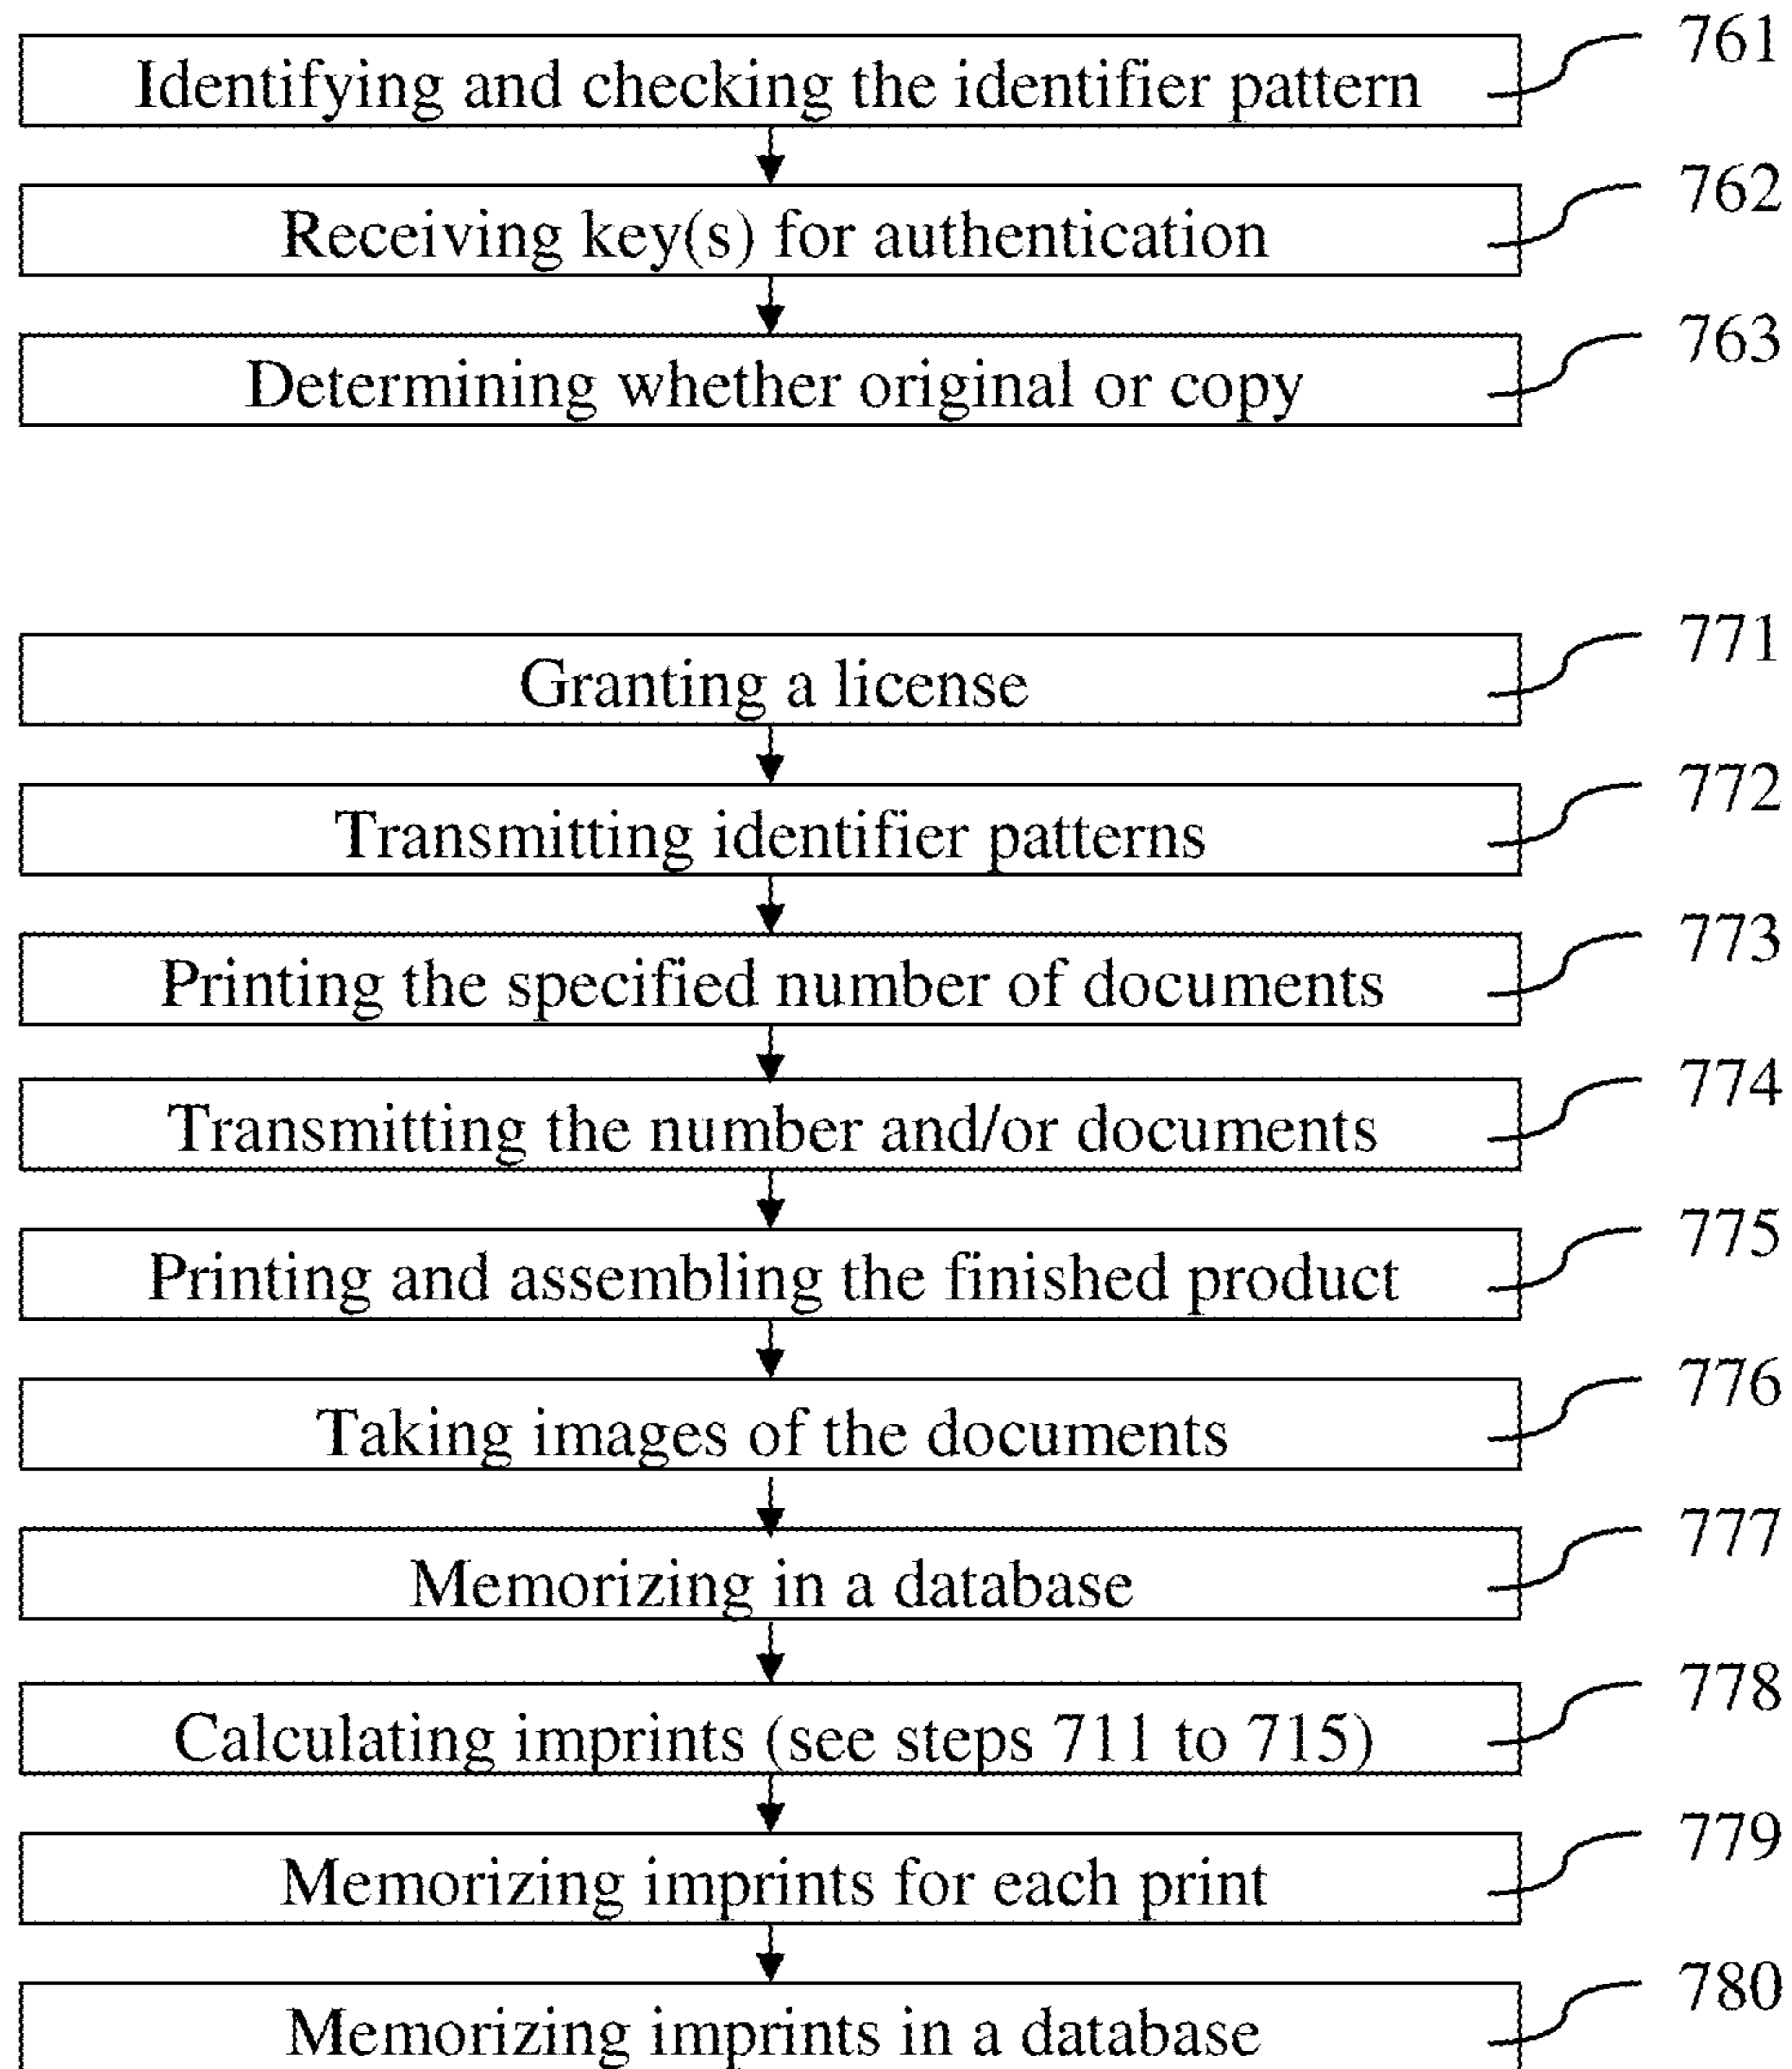 761
Identifying and checking the identifier pattern
762
Receiving key(s) for authentication
763
Determining whether original or copy
771
Granting a license
772
Transmitting identifier patterns
773
Printing the specified number of documents
774
Transmitting the number and/or documents
775
Printing and assembling the finished product
776
Taking images of the documents
777
Memorizing in a database
778
Calculating imprints (see steps 711 to 715)
779
Memorizing imprints for each print
780
Memorizing imprints in a database